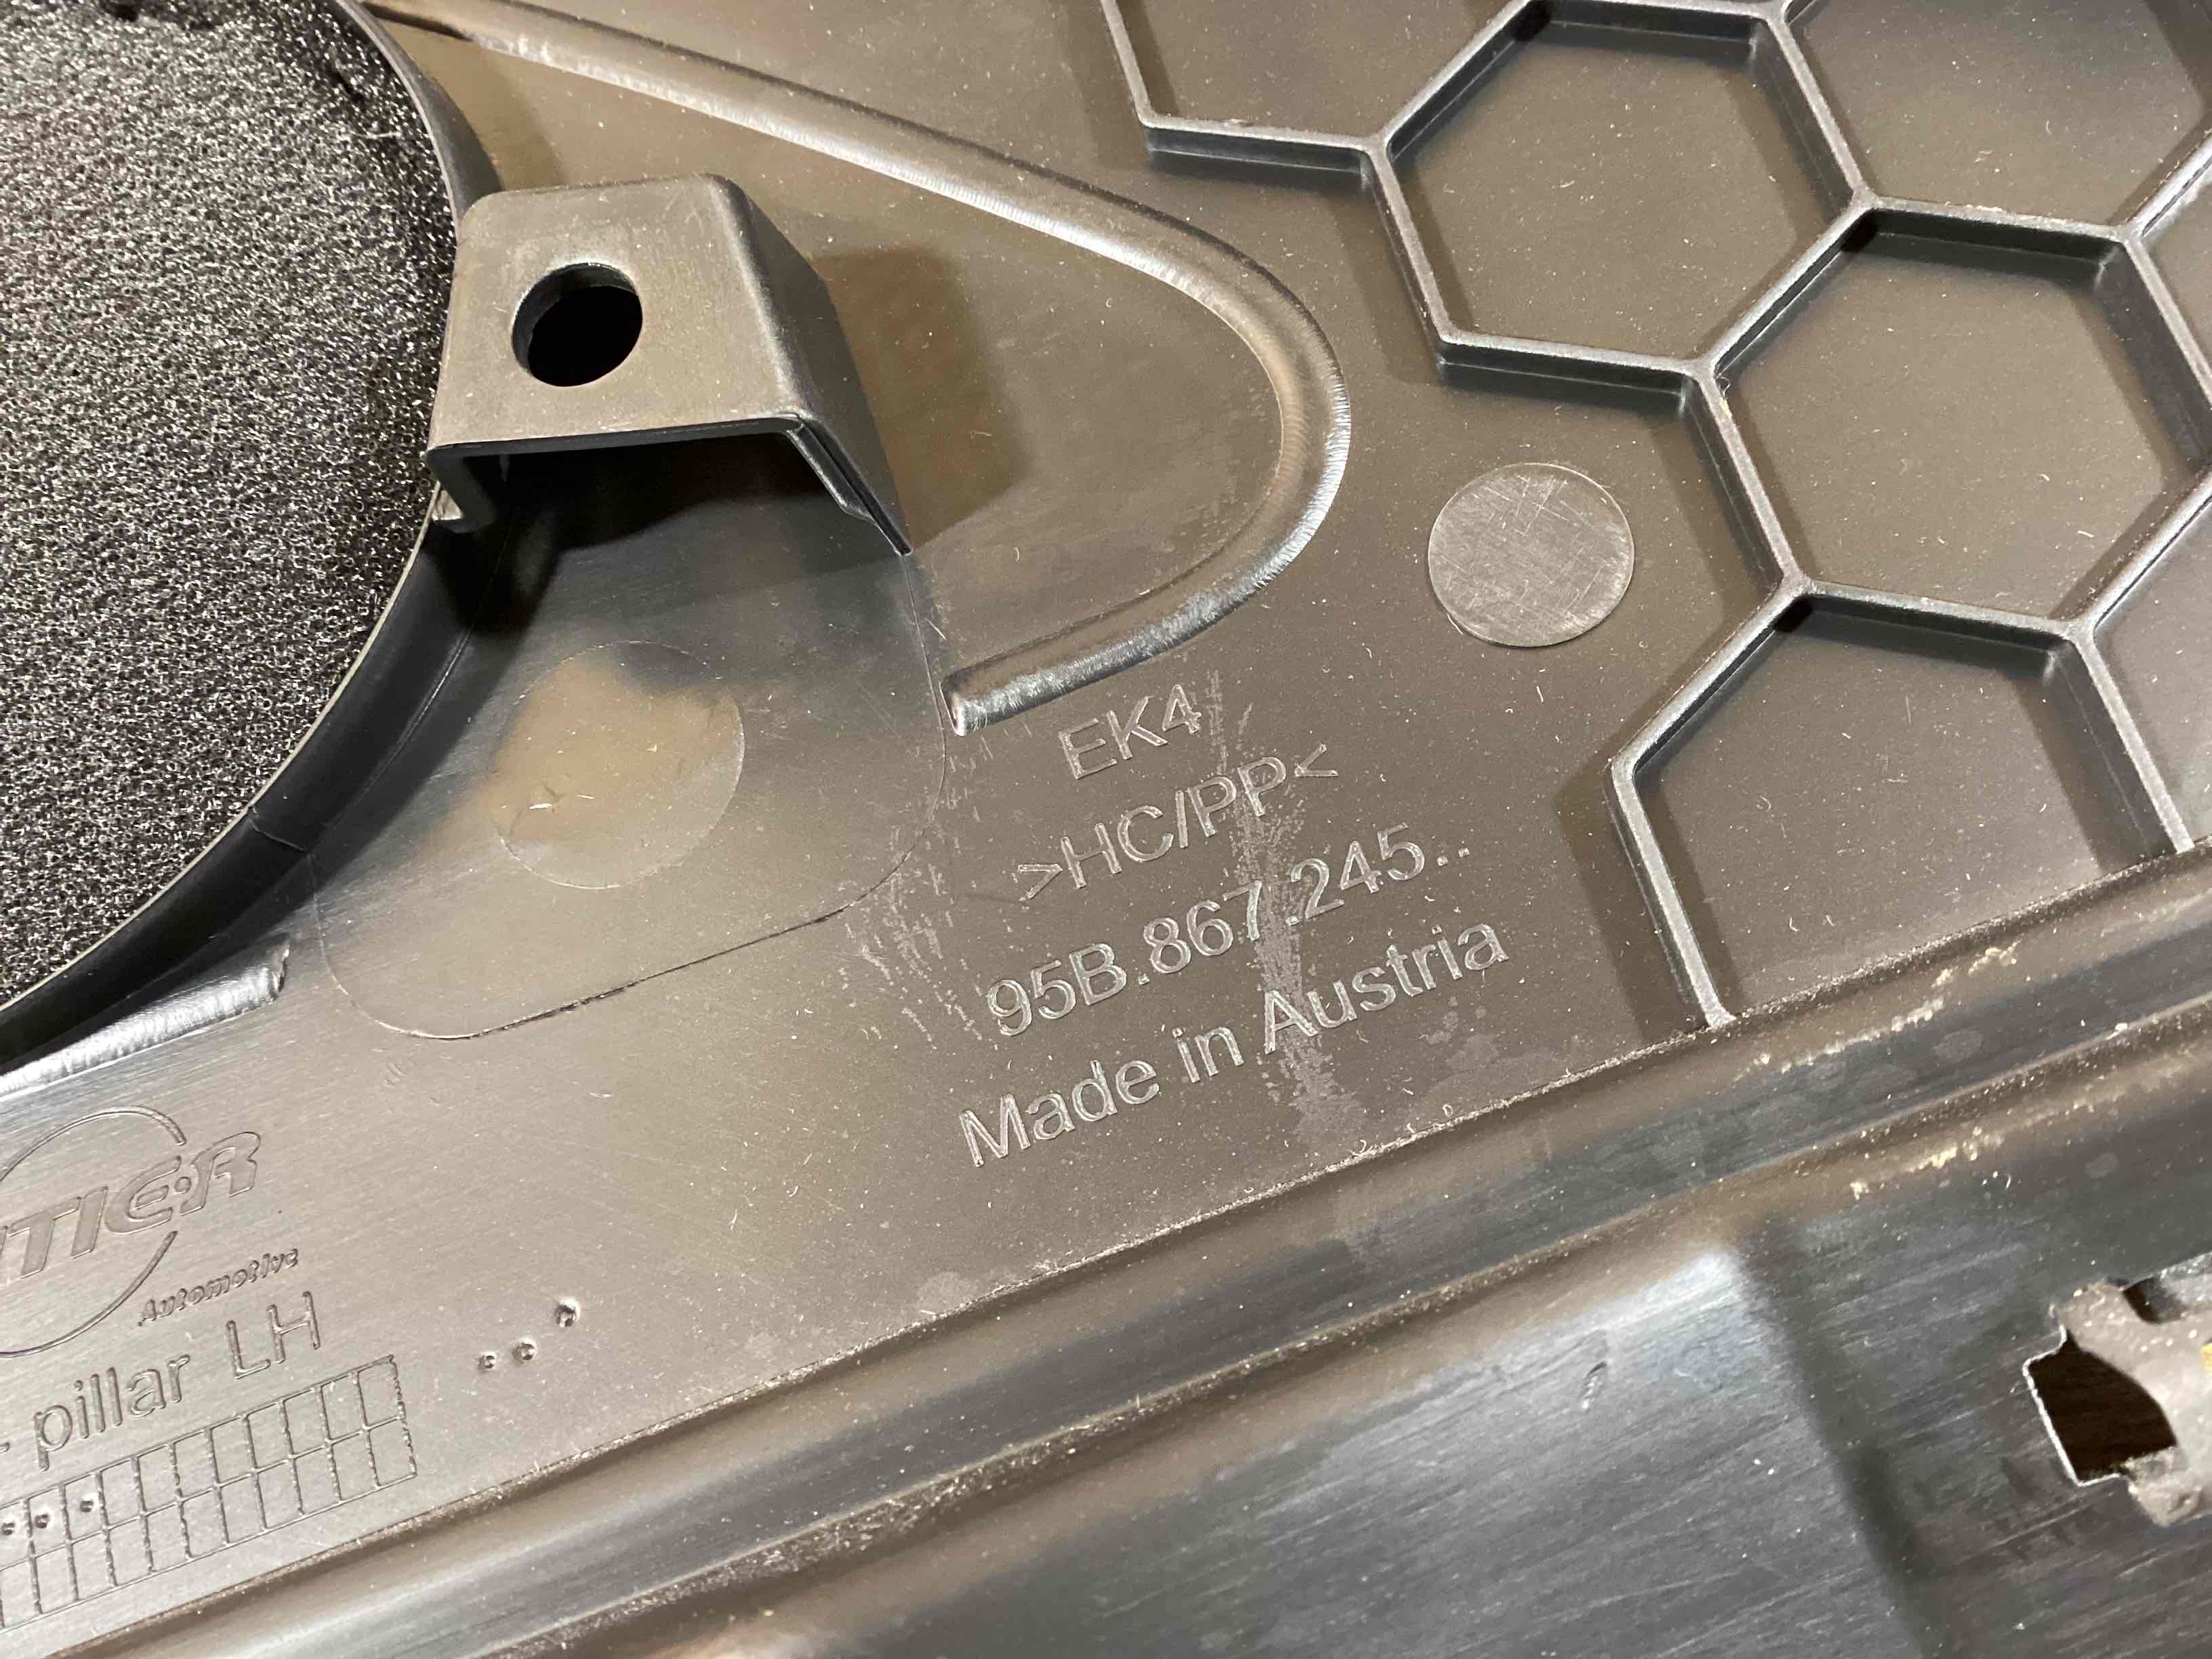 EK4
>HC/PP<
95B.867.245..
Made in Austria
Automotive
pillar LH